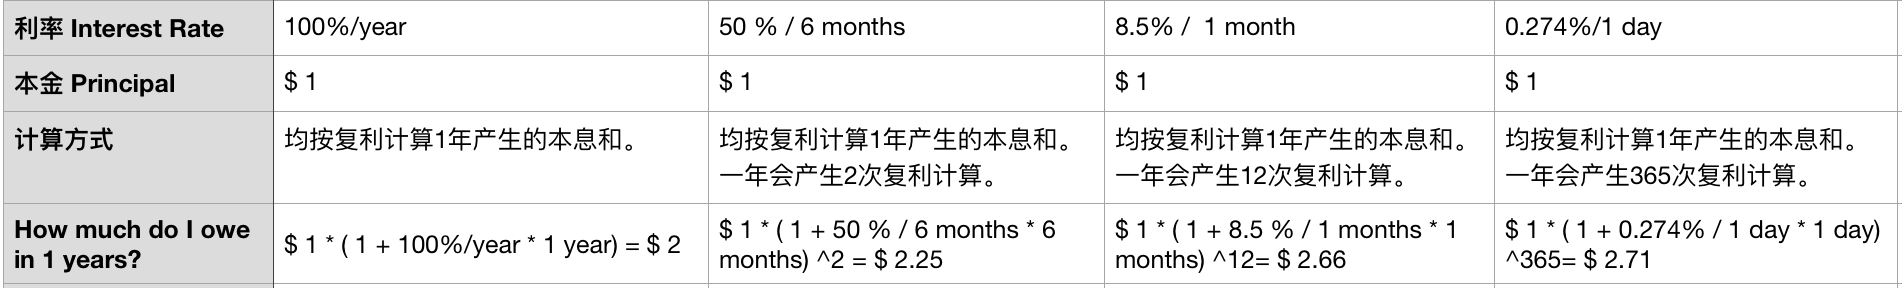 利率 Interest Rate
100%/year
50 % / 6 months
8.5% /  1 month
0.274%/1 day
本金 Principal
$ 1
$ 1
$ 1
$ 1
计算方式
均按复利计算1年产生的本息和。
均按复利计算1年产生的本息和。
一年会产生2次复利计算。
均按复利计算1年产生的本息和。
一年会产生12次复利计算。
均按复利计算1年产生的本息和。
一年会产生365次复利计算。
How much do I owe
in 1 years?
$ 1 * ( 1 + 100%/year * 1 year) = $ 2
$ 1 * ( 1 + 50 % / 6 months * 6
months) ^2 = $ 2.25
$ 1 * ( 1 + 8.5 % / 1 months * 1
months) ^12= $ 2.66
$ 1 * ( 1 + 0.274% / 1 day * 1 day)
^365= $ 2.71